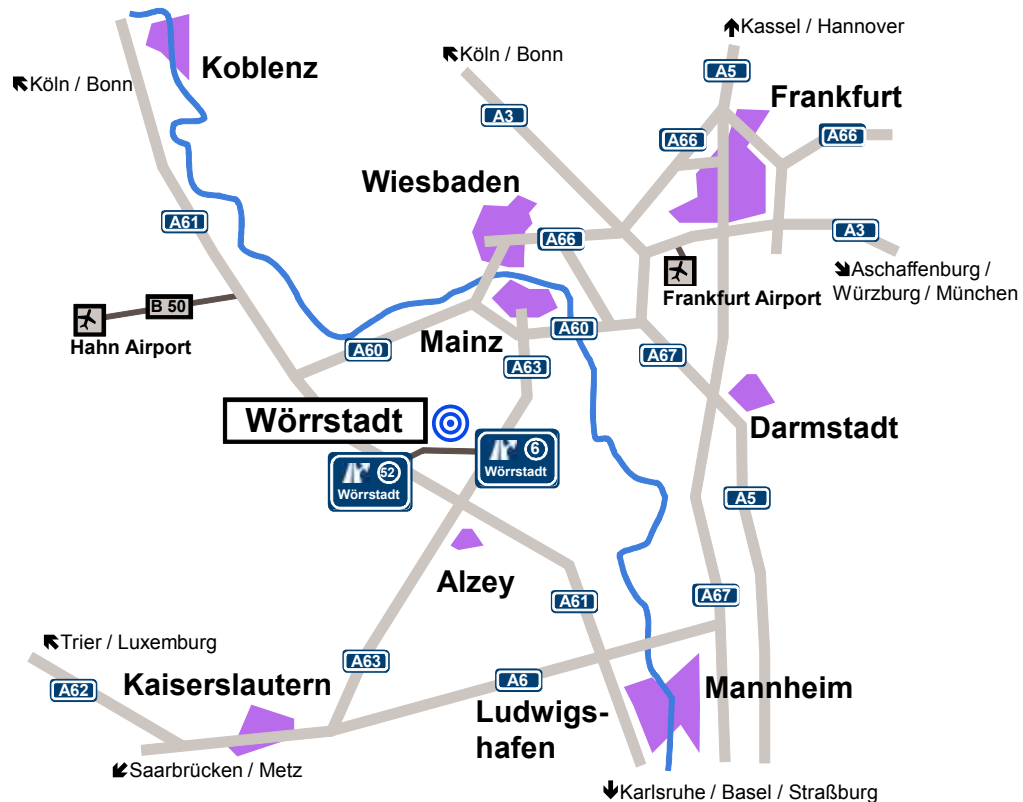 Kassel / Hannover
Köln / Bonn
Koblenz
Köln / Bonn
A5
Frankfurt
A3
A66
A66
Wiesbaden
A61
A66
A3
Aschaffenburg /
Würzburg / München
Frankfurt Airport
B 50
Hahn Airport
A60
Mainz
A60
A63
A67
Wörrstadt
Darmstadt
6
Wörrstadt
52
Wörrstadt
A5
Alzey
A61
A67
Trier / Luxemburg
A63
A62
Kaiserslautern
A6
Mannheim
Ludwigs-
hafen
Saarbrücken / Metz
Karlsruhe / Basel / Straßburg